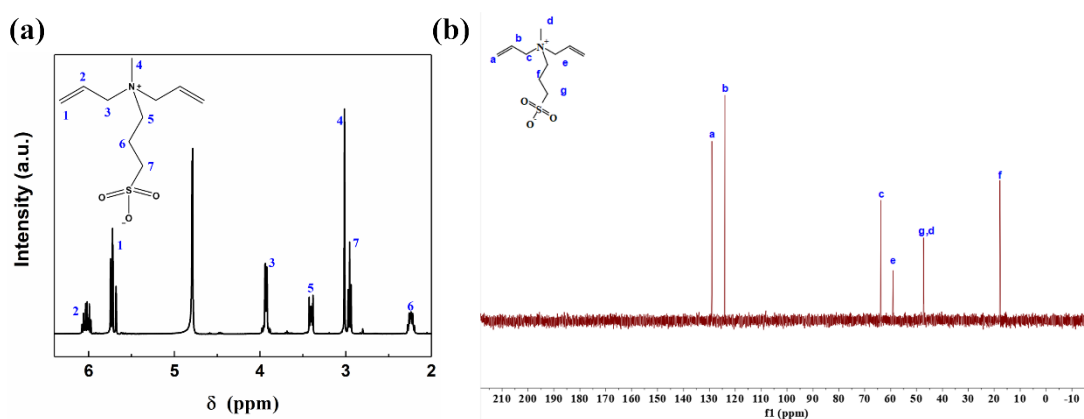 (a)
4
2
N+
1
3
5
6
7
O S O
O-
Intensity (a.u.)
2
1
3
5
4
7
6
6 5 4 3 2
δ (ppm)
(b)
d
b
N+
a
c
e
f
g
S O
O- O
a
b
c
e
g,d
f
210 200 190 180 170 160 150 140 130 120 110 100 90 80 70 60 50 40 30 20 10 0 -10
f1 (ppm)